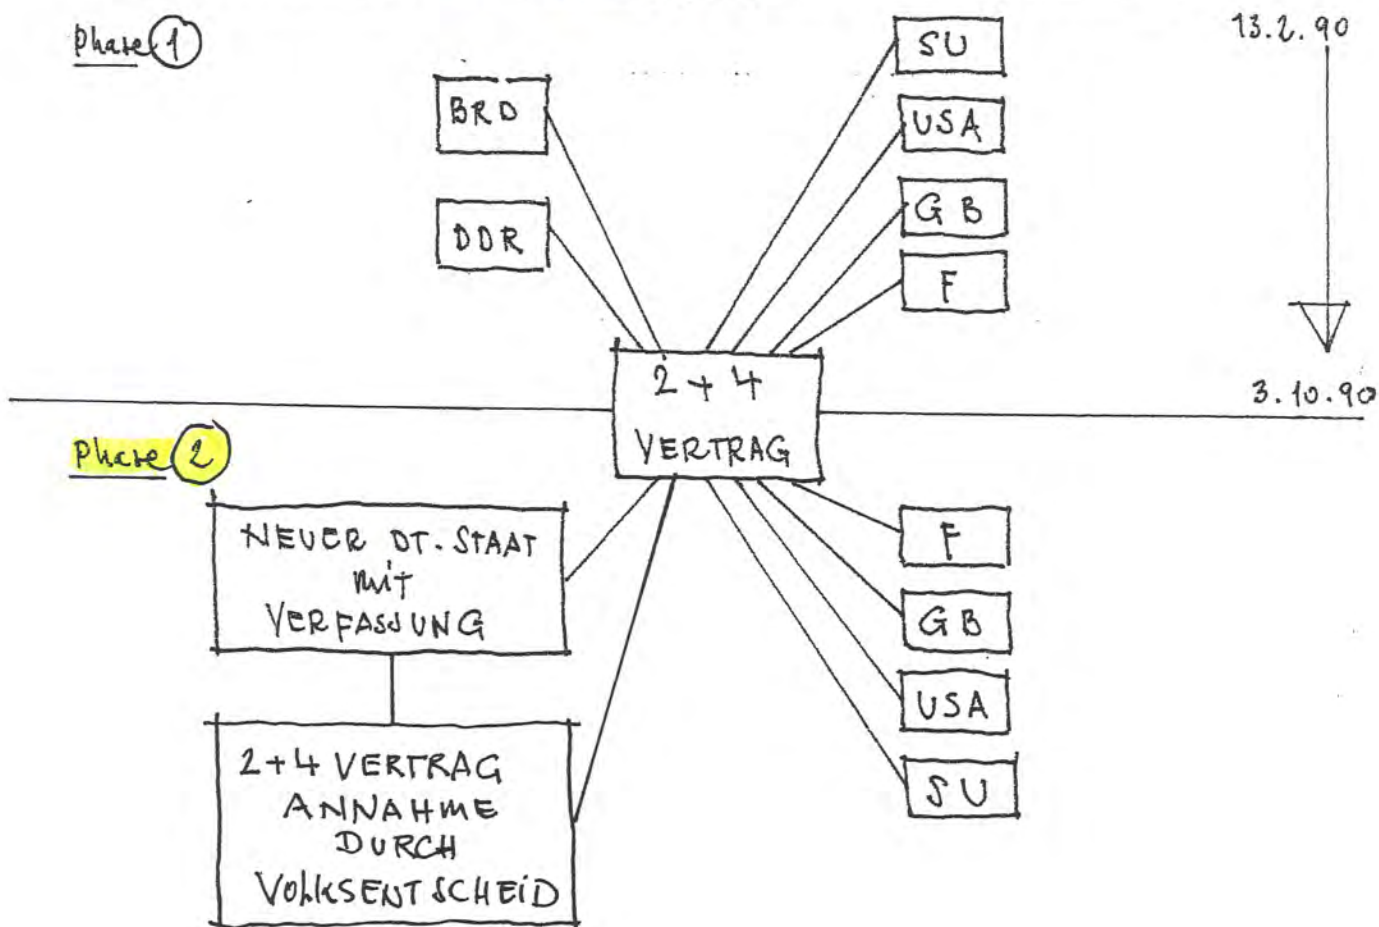 Phase 1
13.2.90
SU
BRD
USA
DDR
GB
F
2 + 4
VERTRAG
3.10.90
Phase 2
NEUER DT. STAAT
mit
VERFASSUNG
F
GB
USA
SU
2+4 VERTRAG
ANNAHME
DURCH
VOLKSENTSCHEID